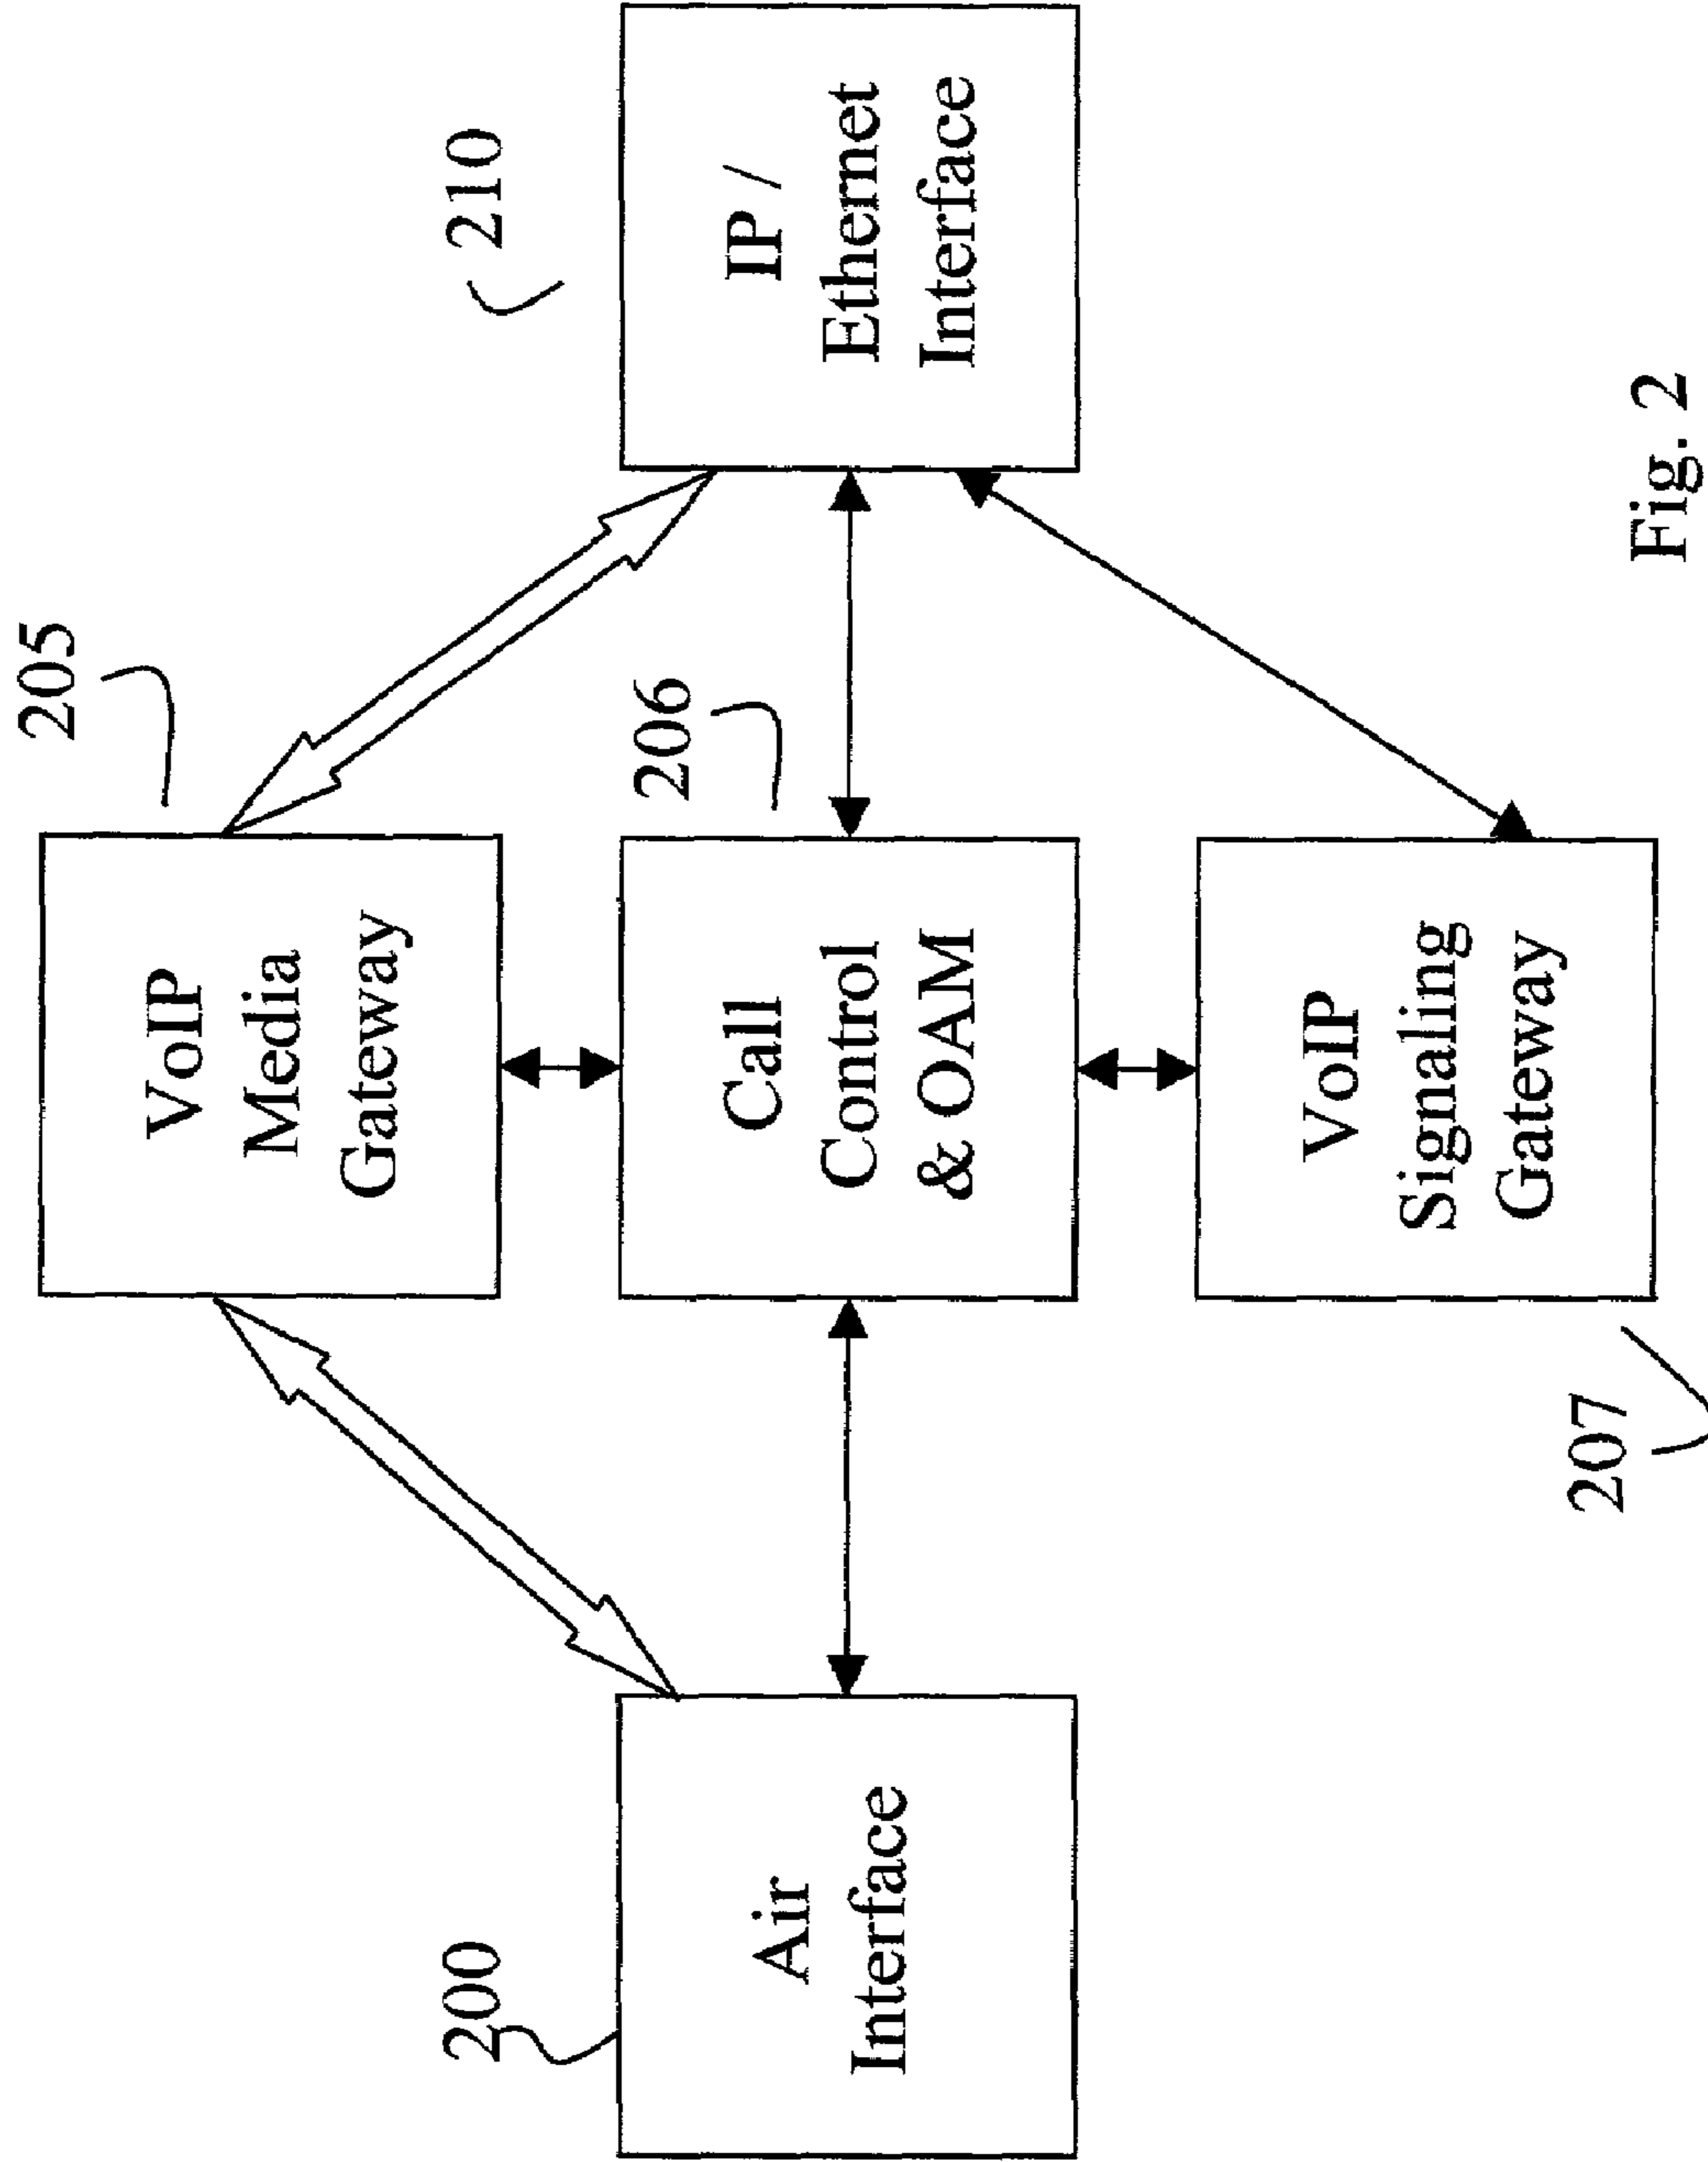 205
VoIP
Media
Gateway
200
Air
Interface
206
Call
Control
& OAM
210
IP /
Ethernet
Interface
207
VoIP
Signaling
Gateway
Fig. 2